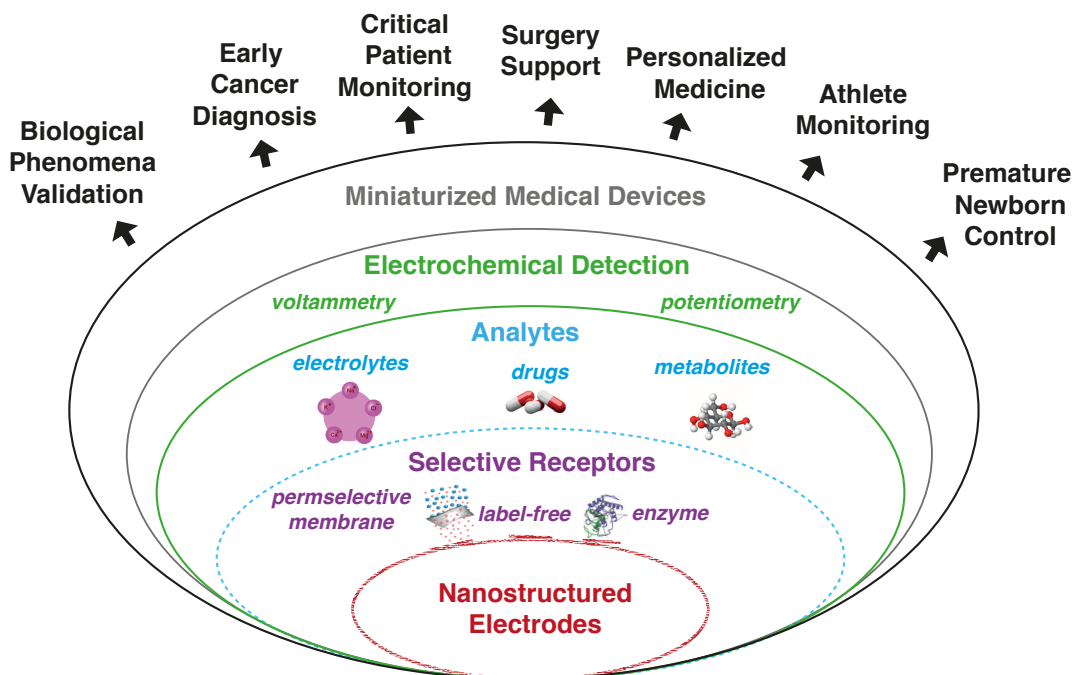 Biological
Phenomena
Validation
Early
Cancer
Diagnosis
Critical
Patient
Monitoring
Surgery
Support
Personalized
Medicine
Athlete
Monitoring
Premature
Newborn
Control
Miniaturized Medical Devices
Electrochemical Detection
voltammetry
potentiometry
Analytes
electrolytes
drugs
metabolites
Na⁺
K⁺
Selective Receptors
permselective
membrane
label-free
enzyme
Nanostructured
Electrodes